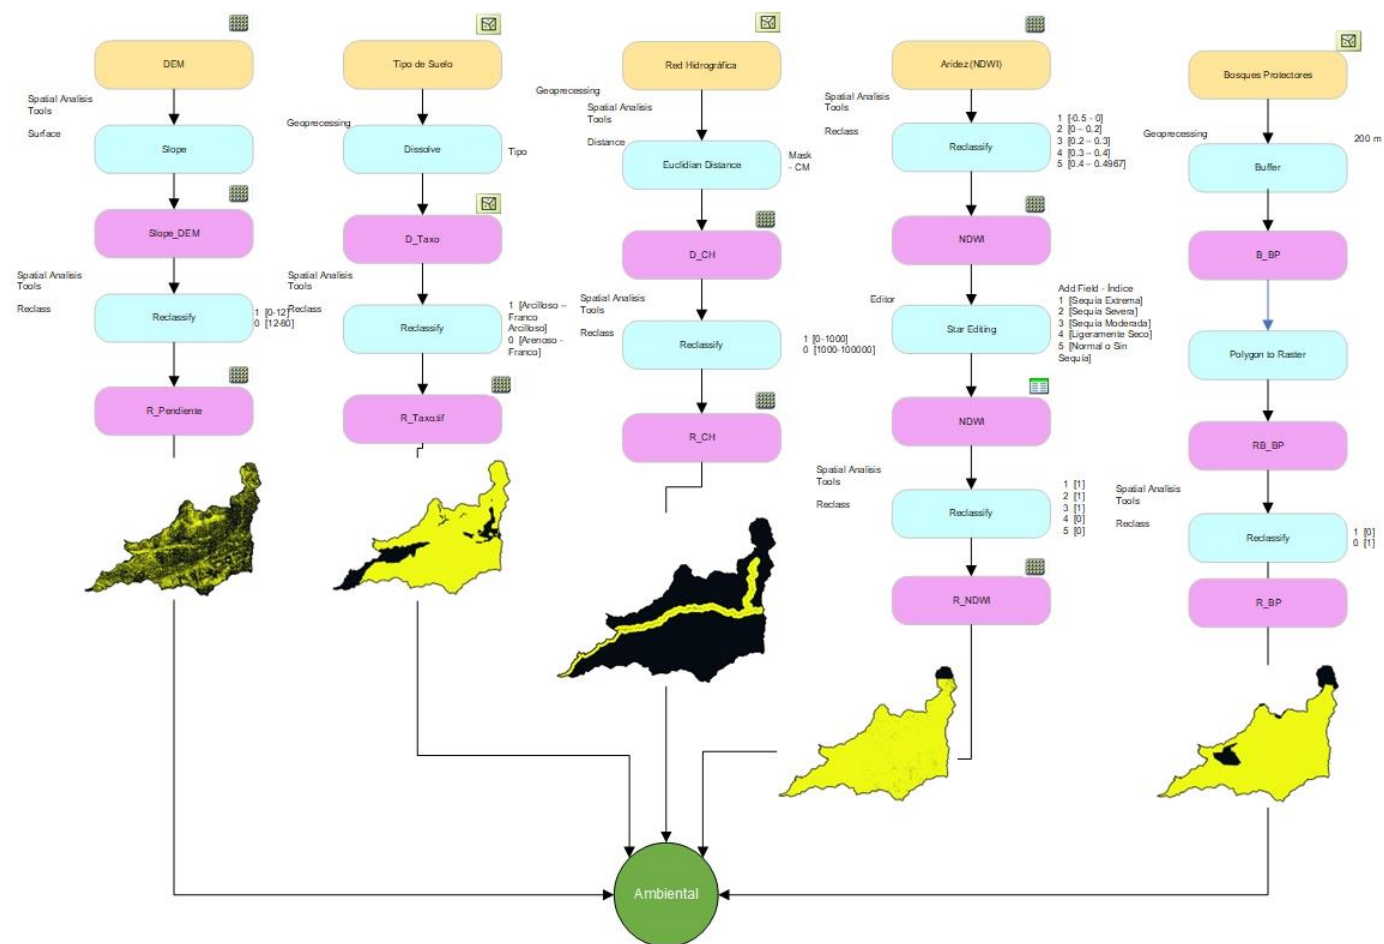 DEM
Spatial Analisis
Tools
Surface
Slope
Slope_DEM
Spatial Analisis
Tools
Reclass
Reclassify
1 [0-12]
0 [12-80]
R_Pendiente
Tipo de Suelo
Geoprecessing
Dissolve
Tipo
D_Taxo
Spatial Analisis
Tools
Reclass
Reclassify
1 [Arcilloso –
Franco
Arcilloso]
0 [Arenoso –
Franco]
R_Taxo.tif
Red Hidrográfica
Geoprecessing
Spatial Analisis
Tools
Distance
Euclidian Distance
Mask
- CM
D_CH
Spatial Analisis
Tools
Reclass
Reclassify
1 [0-1000]
0 [1000-100000]
R_CH
Aridez (NDWI)
Spatial Analisis
Tools
Reclass
Reclassify
1 [-0.5 - 0]
2 [0 – 0.2]
3 [0.2 – 0.3]
4 [0.3 – 0.4]
5 [0.4 – 0.4967]
NDWI
Editor
Star Editing
Add Field - Índice
1 [Sequía Extrema]
2 [Sequía Severa]
3 [Sequía Moderada]
4 [Ligeramente Seco]
5 [Normal o Sin
Sequía]
NDWI
Spatial Analisis
Tools
Reclass
Reclassify
1 [1]
2 [1]
3 [1]
4 [0]
5 [0]
R_NDWI
Bosques Protectores
Geoprecessing
200 m
Buffer
B_BP
Polygon to Raster
RB_BP
Spatial Analisis
Tools
Reclass
Reclassify
1 [0]
0 [1]
R_BP
Ambiental